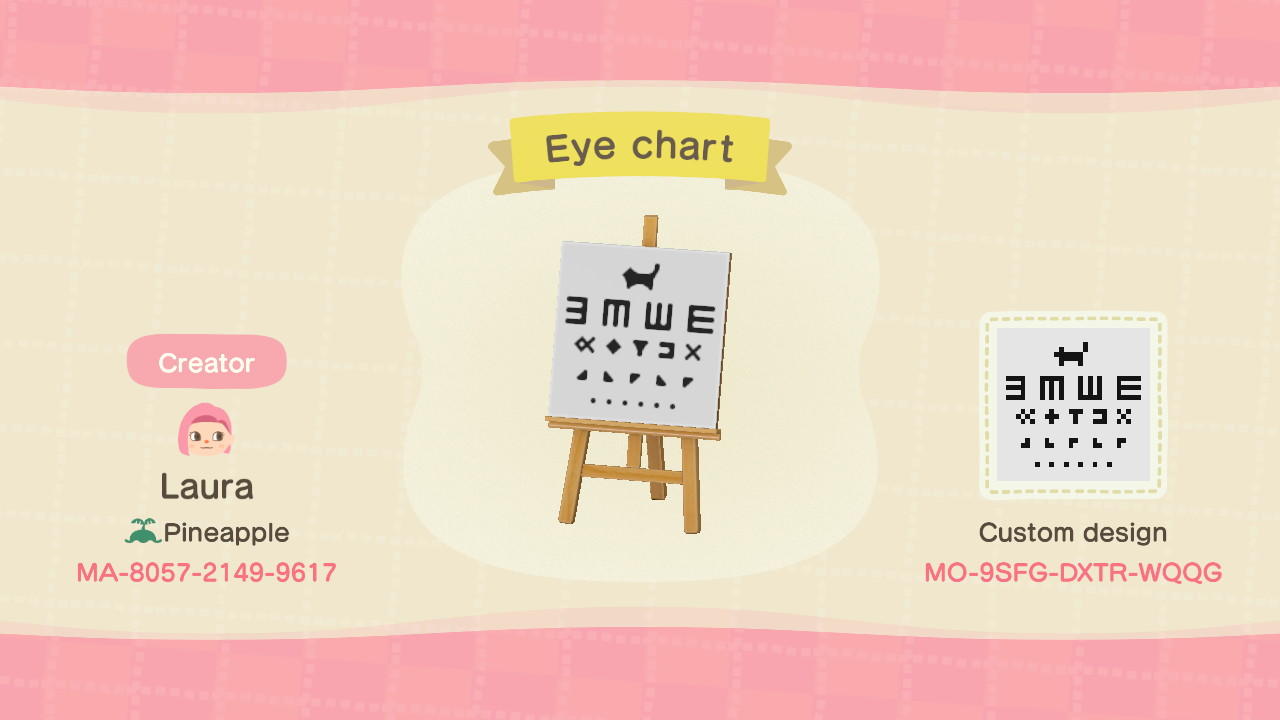 Eye chart
Creator
Laura
Pineapple
MA-8057-2149-9617
Custom design
MO-9SFG-DXTR-WQQG